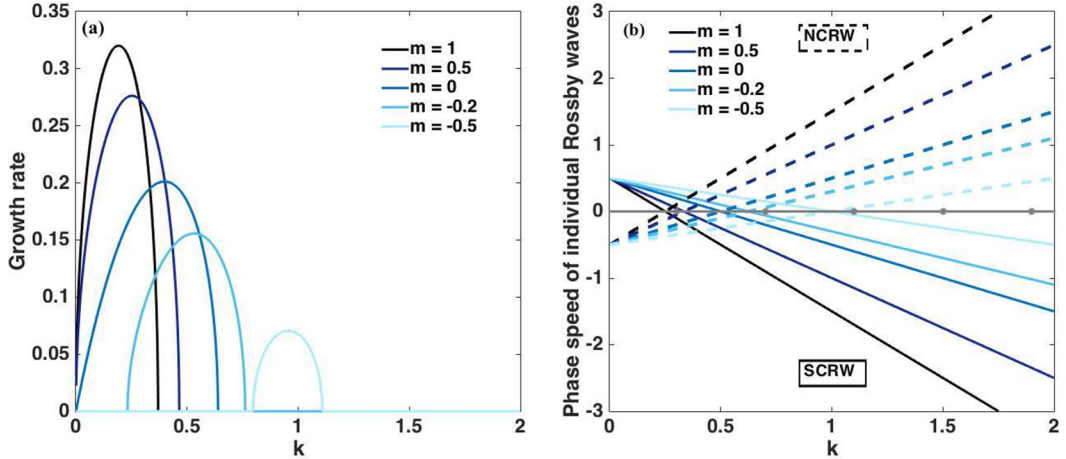 (a)
m = 1
m = 0.5
m = 0
m = -0.2
m = -0.5
Growth rate
0.35
0.3
0.25
0.2
0.15
0.1
0.05
0
0
0.5
1
1.5
2
k
(b)
m = 1
m = 0.5
m = 0
m = -0.2
m = -0.5
NCRW
SCRW
Phase speed of individual Rossby waves
3
2
1
0
-1
-2
-3
0
0.5
1
1.5
2
k